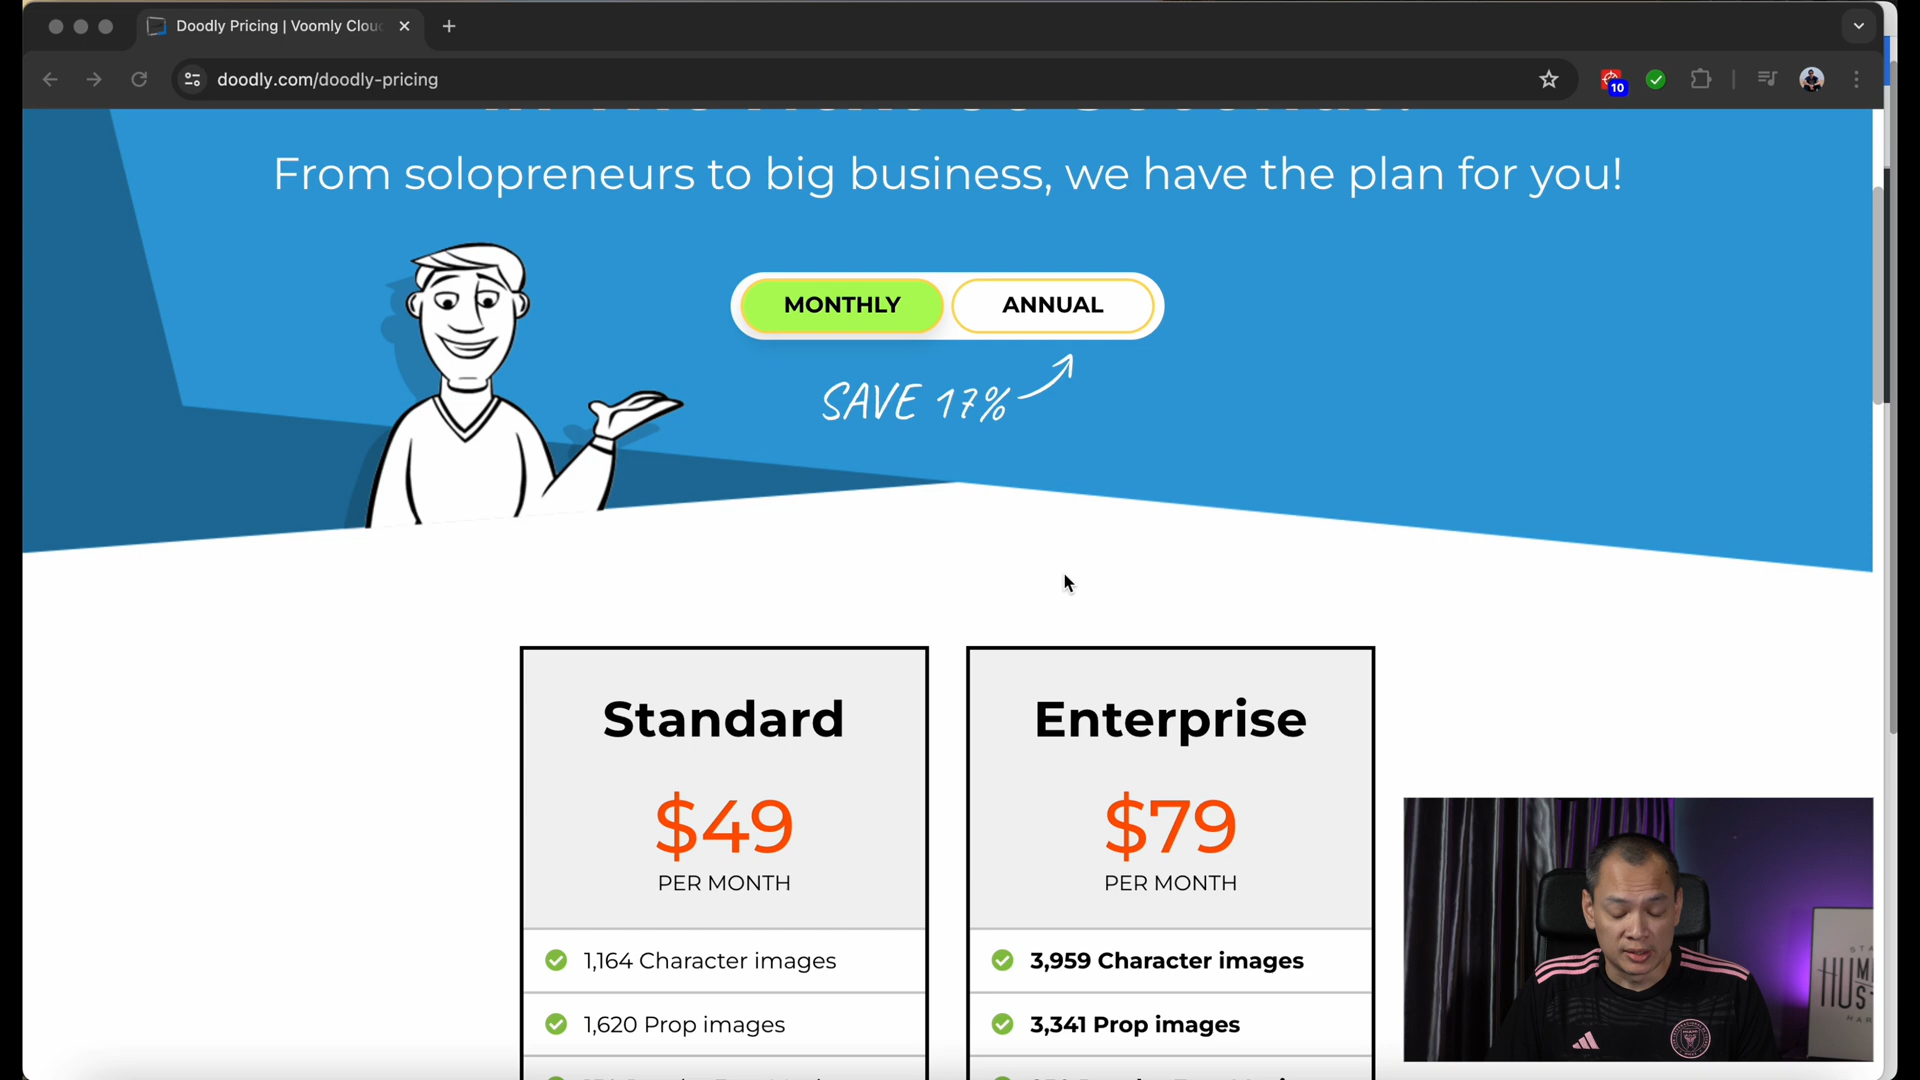 Doodly Pricing | Voomly Clou
doodly.com/doodly-pricing
10
From solopreneurs to big business, we have the plan for you!
MONTHLY
ANNUAL
SAVE 17%
Standard
$49
PER MONTH
1,164 Character images
1,620 Prop images
Enterprise
$79
PER MONTH
3,959 Character images
3,341 Prop images